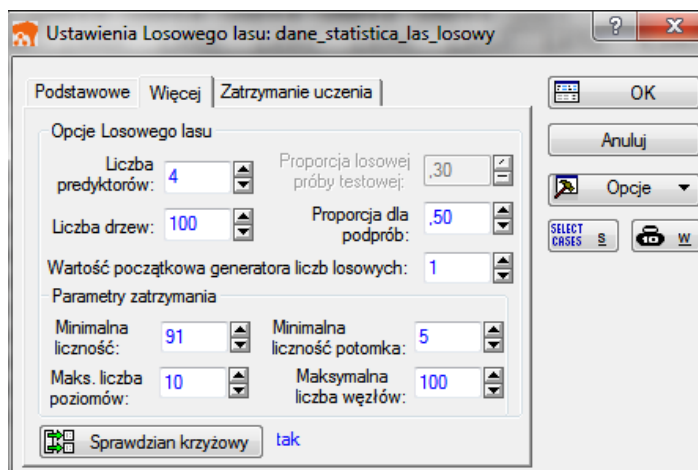 Ustawienia Losowego lasu: dane_statistica_las_losowy
?
X
Podstawowe Więcej Zatrzymanie uczenia
OK
Anuluj
Opcje
SELECT CASES S
W
Opcje Losowego lasu
Liczba predyktorów: 4
Proporcja losowej próby testowej: ,30
Liczba drzew: 100
Proporcja dla podprób: ,50
Wartość początkowa generatora liczb losowych: 1
Parametry zatrzymania
Minimalna liczność: 91
Minimalna liczność potomka: 5
Maks. liczba poziomów: 10
Maksymalna liczba węzłów: 100
Sprawdzian krzyżowy tak